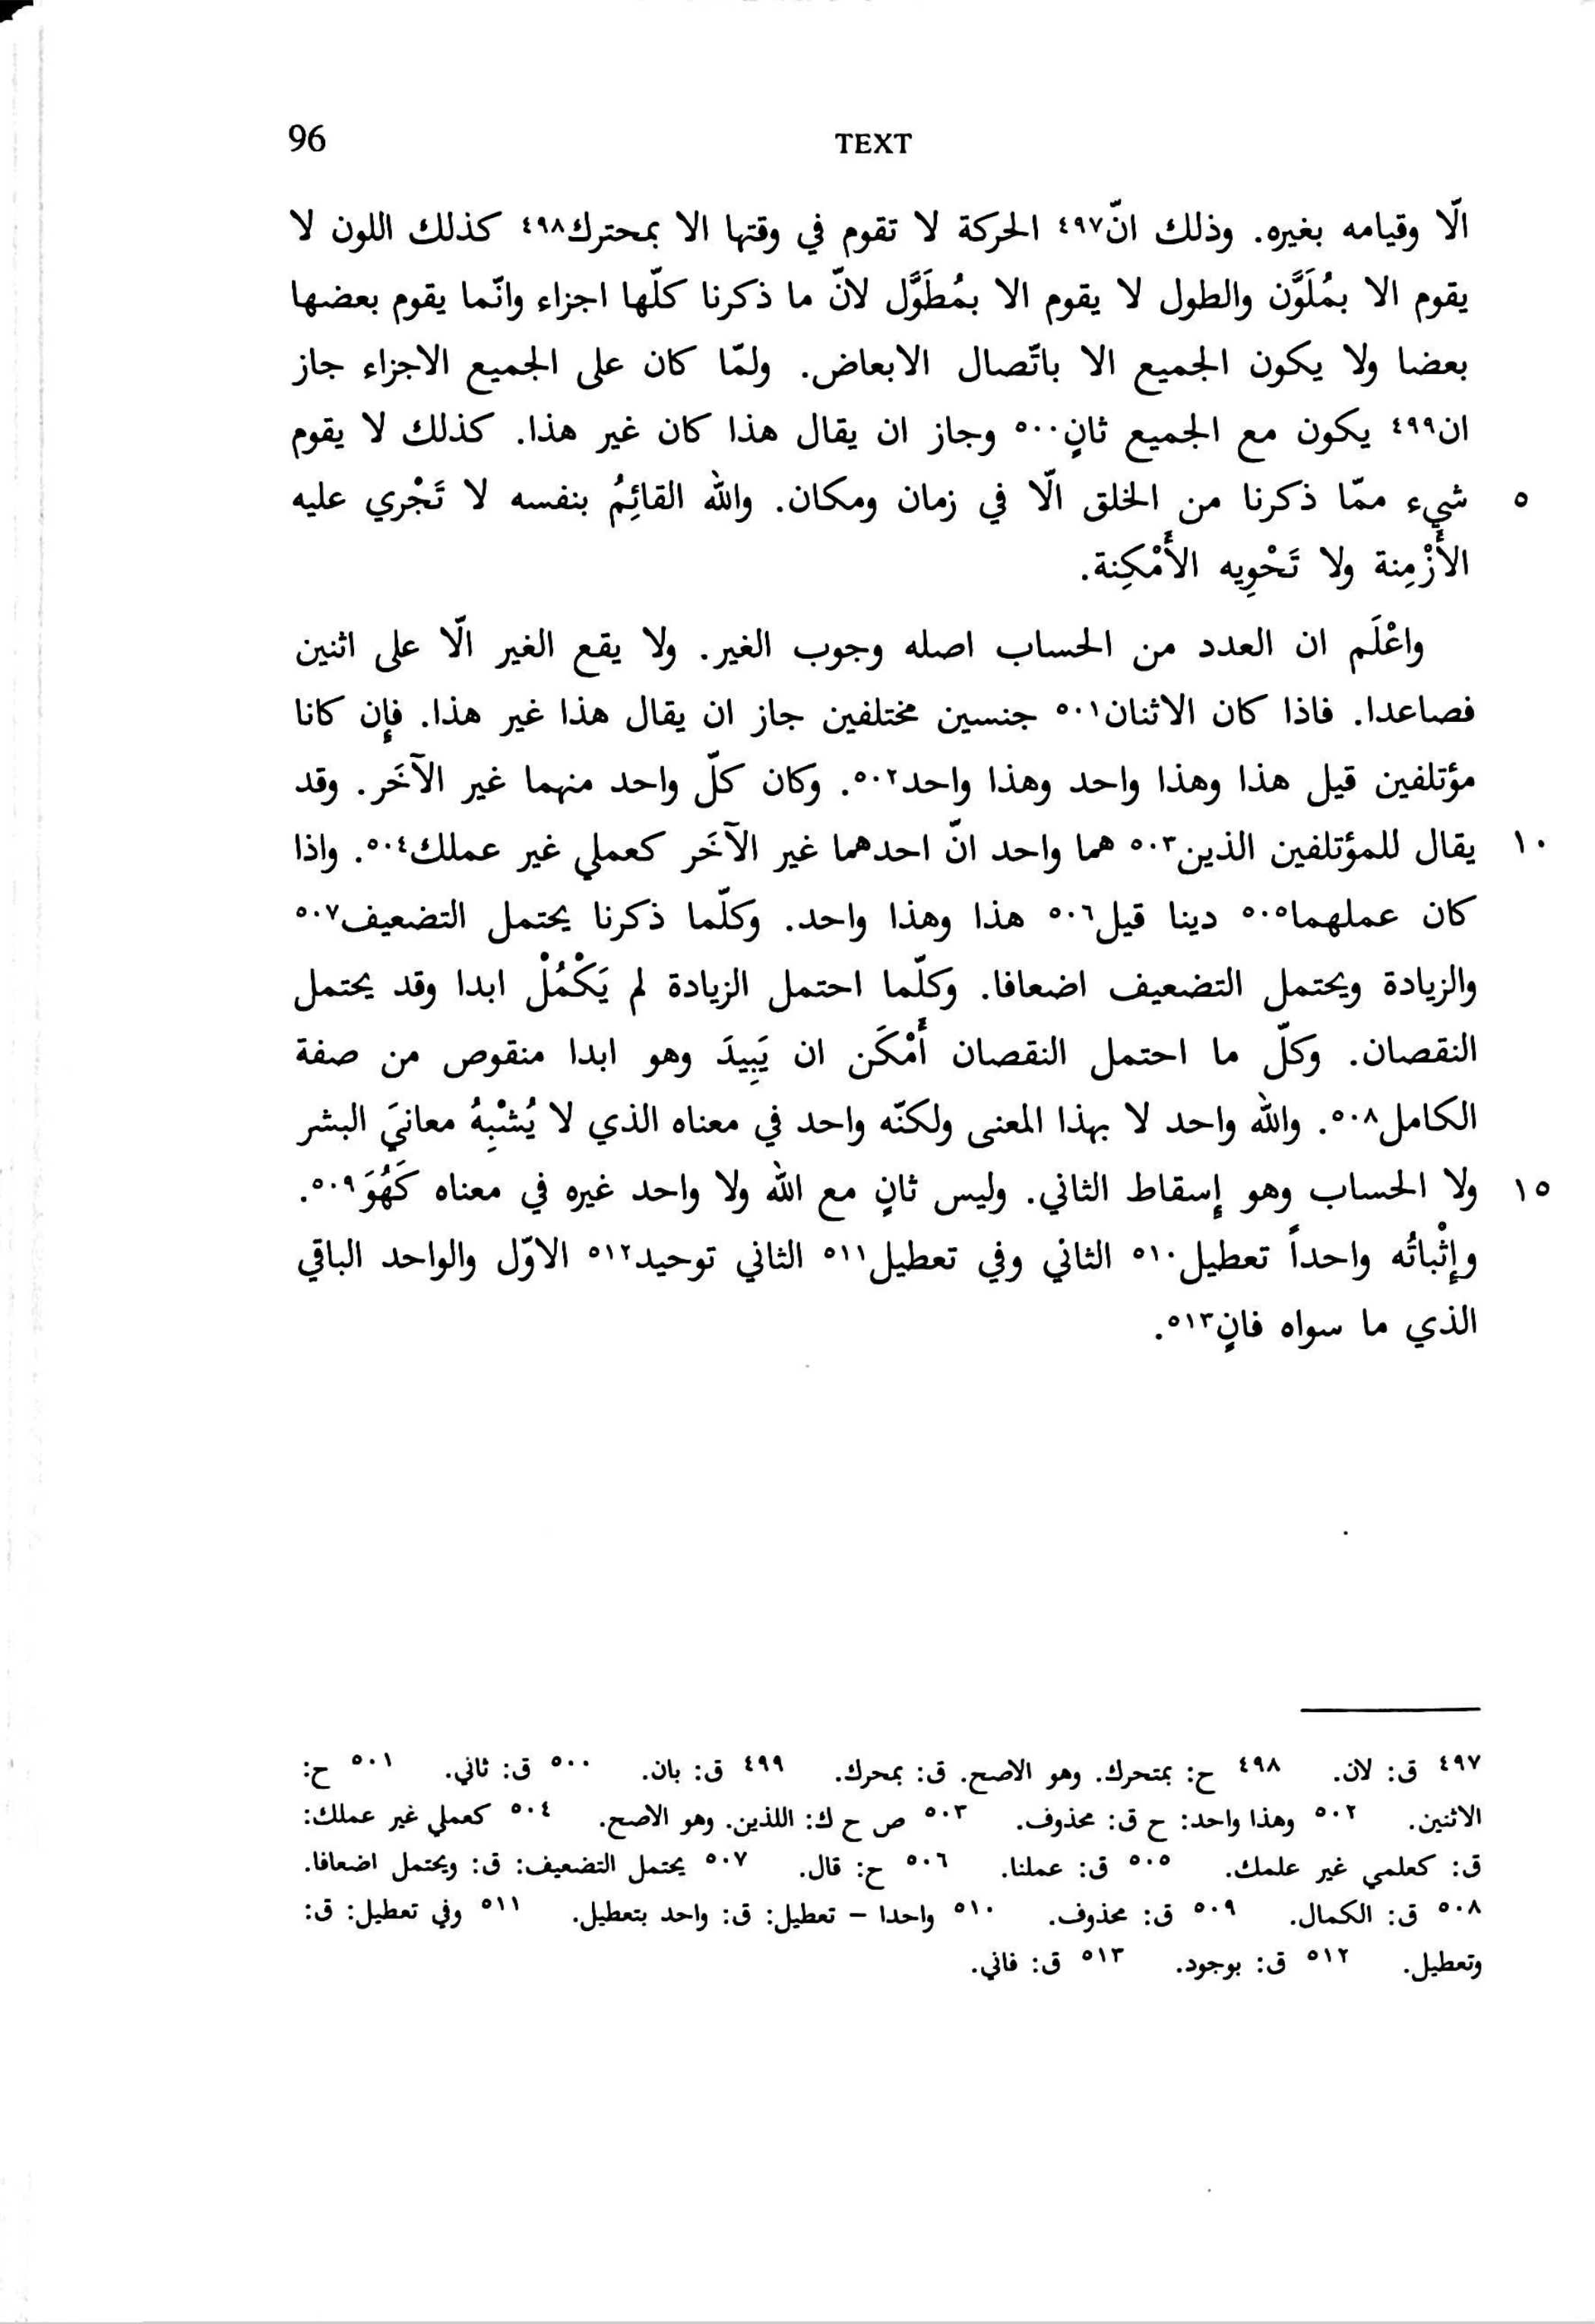 96
TEXT
الّا وقيامه بغيره. وذلك انّ٤٩٧ الحركة لا تقوم في وقتها الا بمحترك٤٩٨ كذلك اللون لا
يقوم الا بمُلَوَّن والطول لا يقوم الا بمُطَوَّل لانّ ما ذكرنا كلّها اجزاء وانّما يقوم بعضها
بعضا ولا يكون الجميع الا باتّصال الابعاض. ولمّا كان على الجميع الاجزاء جاز
ان٤٩٩ يكون مع الجميع ثانٍ٥٠٠ وجاز ان يقال هذا كان غير هذا. كذلك لا يقوم
٥ شيء ممّا ذكرنا من الخلق الّا في زمان ومكان. والله القائِمُ بنفسه لا تَجْري عليه
الأَزْمِنة ولا تَحْوِيه الأَمْكِنة.
واعْلَم ان العدد من الحساب اصله وجوب الغير. ولا يقع الغير الّا على اثنين
فصاعدا. فاذا كان الاثنان٥٠١ جنسين مختلفين جاز ان يقال هذا غير هذا. فإن كانا
مؤتلفين قيل هذا وهذا واحد وهذا واحد٥٠٢. وكان كلّ واحد منهما غير الآخَر. وقد
١٠ يقال للمؤتلفين الذين٥٠٣ هما واحد انّ احدهما غير الآخَر كعملي غير عملك٥٠٤. واذا
كان عملهما٥٠٥ دينا قيل٥٠٦ هذا وهذا واحد. وكلّما ذكرنا يحتمل التضعيف٥٠٧
والزيادة ويحتمل التضعيف اضعافا. وكلّما احتمل الزيادة لم يَكْمُلْ ابدا وقد يحتمل
النقصان. وكلّ ما احتمل النقصان أَمْكَن ان يَبِيدَ وهو ابدا منقوص من صفة
الكامل٥٠٨. والله واحد لا بهذا المعنى ولكنّه واحد في معناه الذي لا يُشْبِهُ معانيَ البشر
١٥ ولا الحساب وهو إسقاط الثاني. وليس ثانٍ مع الله ولا واحد غيره في معناه كَهُوَ٥٠٩.
وإثْباتُه واحداً تعطيل٥١٠ الثاني وفي تعطيل٥١١ الثاني توحيد٥١٢ الاوّل والواحد الباقي
الذي ما سواه فانٍ٥١٣.
٤٩٧ ق: لان. ٤٩٨ ح: بمتحرك. وهو الاصح. ق: بمحرك. ٤٩٩ ق: بان. ٥٠٠ ق: ثاني. ٥٠١ ح:
الاثنين. ٥٠٢ وهذا واحد: ح ق: محذوف. ٥٠٣ ص ح ك: اللذين. وهو الاصح. ٥٠٤ كعملي غير عملك:
ق: كعلمي غير علمك. ٥٠٥ ق: عملنا. ٥٠٦ ح: قال. ٥٠٧ يحتمل التضعيف: ق: ويحتمل اضعافا.
٥٠٨ ق: الكمال. ٥٠٩ ق: محذوف. ٥١٠ واحدا – تعطيل: ق: واحد بتعطيل. ٥١١ وفي تعطيل: ق:
وتعطيل. ٥١٢ ق: بوجود. ٥١٣ ق: فاني.